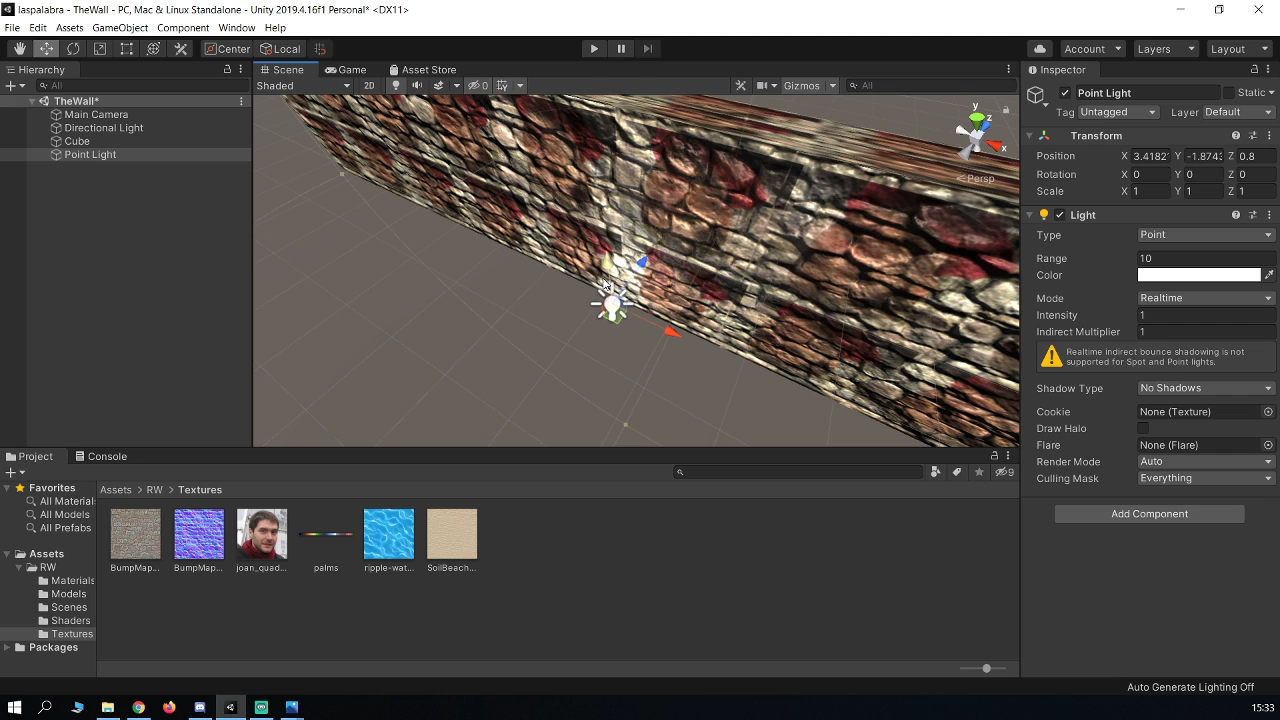 laspalabra - TheWall - PC, Mac & Linux Standalone - Unity 2019.4.16f1 Personal* <DX11>
File Edit Assets GameObject Component Window Help
Center Local Account Layers Layout
Hierarchy Scene Game Asset Store Inspector
All Shaded 2D 0 Gizmos All
Point Light Static
TheWall*
Main Camera
Directional Light
Cube
Point Light
y z x
Persp
Tag Untagged Layer Default
Transform
Position X 3.4182 Y -1.874 Z 0.8
Rotation X 0 Y 0 Z 0
Scale X 1 Y 1 Z 1
Light
Type Point
Range 10
Color
Mode Realtime
Intensity 1
Indirect Multiplier 1
Realtime indirect bounce shadowing is not
supported for Spot and Point lights.
Shadow Type No Shadows
Cookie None (Texture)
Draw Halo
Flare None (Flare)
Render Mode Auto
Culling Mask Everything
Add Component
Project Console
9
Favorites
All Material
All Models
All Prefabs
Assets
RW
Materials
Models
Scenes
Shaders
Textures
Packages
Assets > RW > Textures
BumpMap... BumpMap... joan_quad... palms ripple-wat... SoilBeach...
Auto Generate Lighting Off
15:33